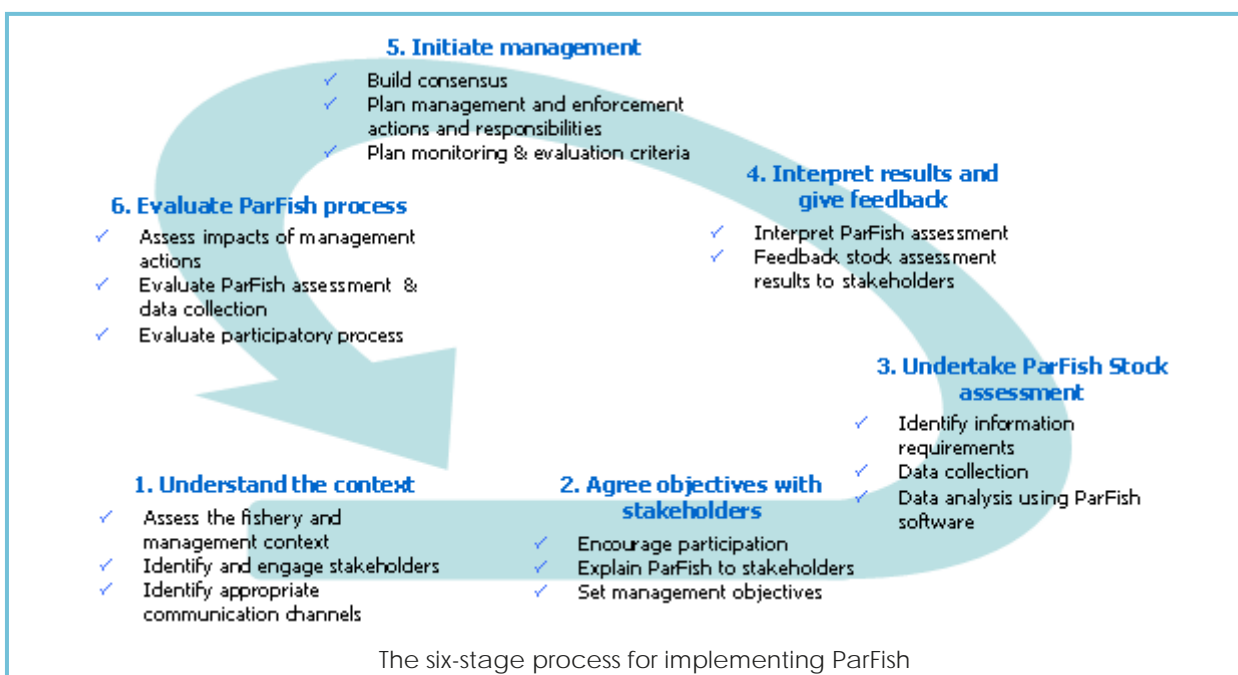 5. Initiate management
✓ Build consensus
✓ Plan management and enforcement
actions and responsibilities
✓ Plan monitoring & evaluation criteria
4. Interpret results and
give feedback
✓ Interpret ParFish assessment
✓ Feedback stock assessment
results to stakeholders
6. Evaluate ParFish process
✓ Assess impacts of management
actions
✓ Evaluate ParFish assessment &
data collection
✓ Evaluate participatory process
3. Undertake ParFish Stock
assessment
✓ Identify information
requirements
✓ Data collection
✓ Data analysis using ParFish
software
1. Understand the context
✓ Assess the fishery and
management context
✓ Identify and engage stakeholders
✓ Identify appropriate
communication channels
2. Agree objectives with
stakeholders
✓ Encourage participation
✓ Explain ParFish to stakeholders
✓ Set management objectives
The six-stage process for implementing ParFish